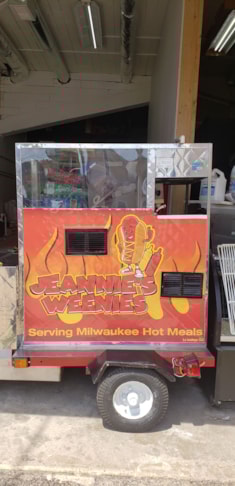 JEANNIE'S
WEENIES
Serving Milwaukee Hot Meals